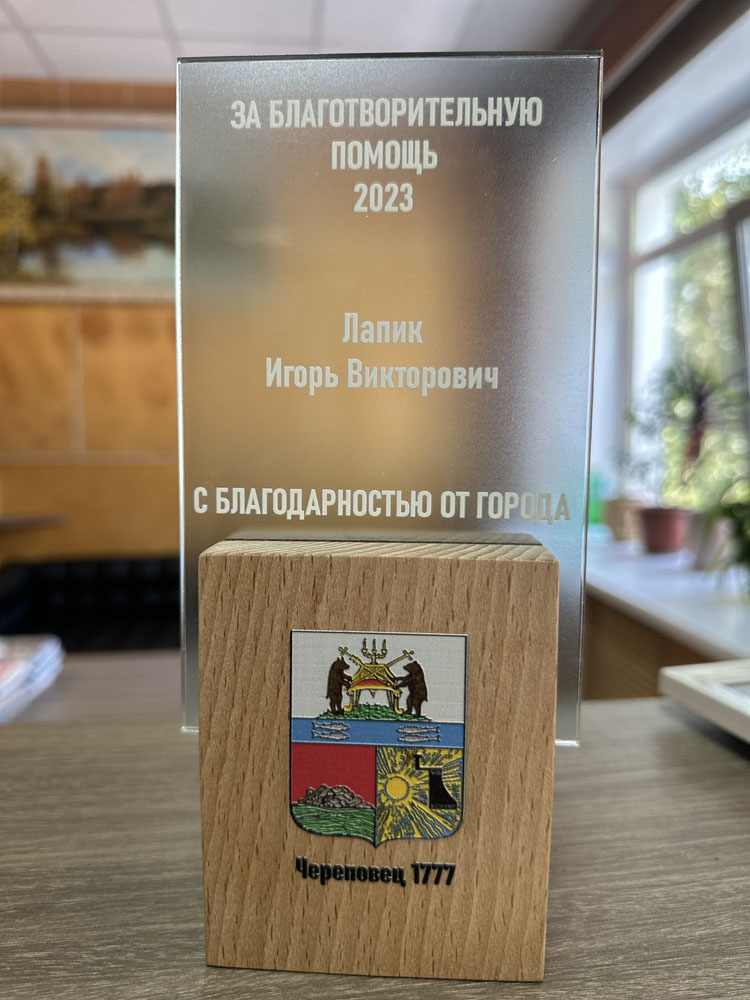 ЗА БЛАГОТВОРИТЕЛЬНУЮ
ПОМОЩЬ
2023
Лапик
Игорь Викторович
С БЛАГОДАРНОСТЬЮ ОТ ГОРОДА
Череповец 1777